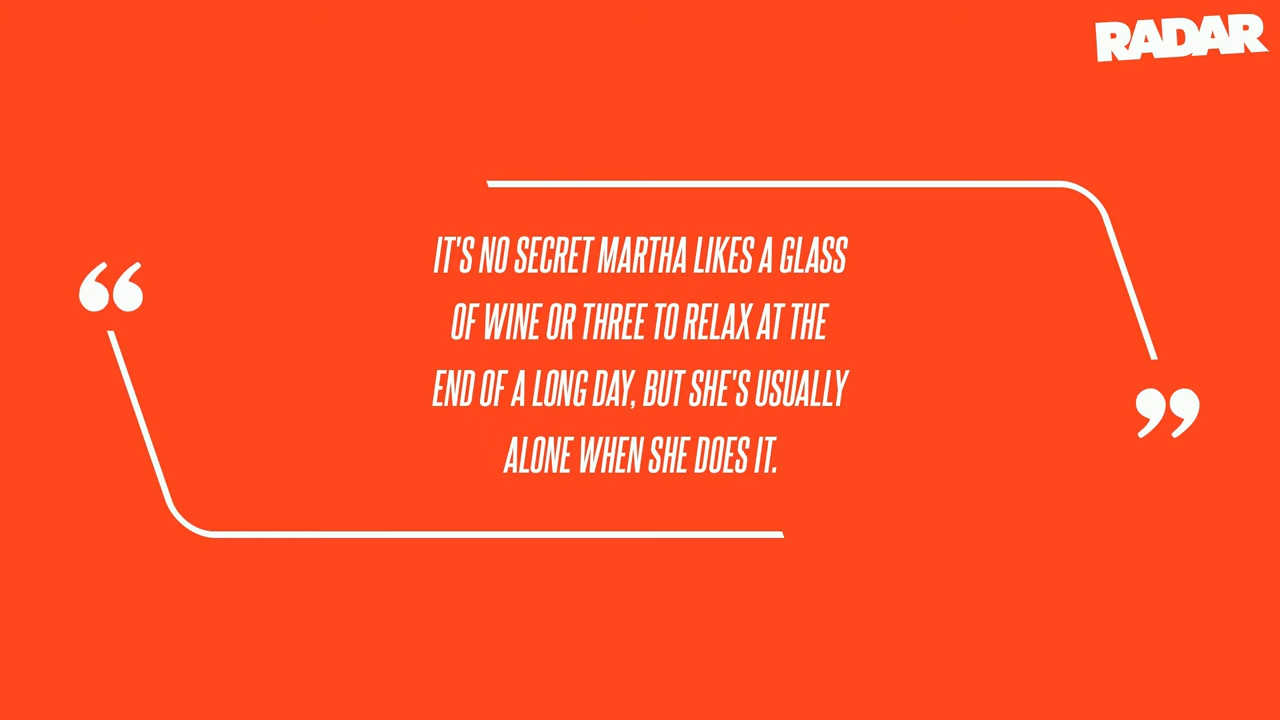 RADAR
“
IT'S NO SECRET MARTHA LIKES A GLASS
OF WINE OR THREE TO RELAX AT THE
END OF A LONG DAY, BUT SHE'S USUALLY
ALONE WHEN SHE DOES IT.
”